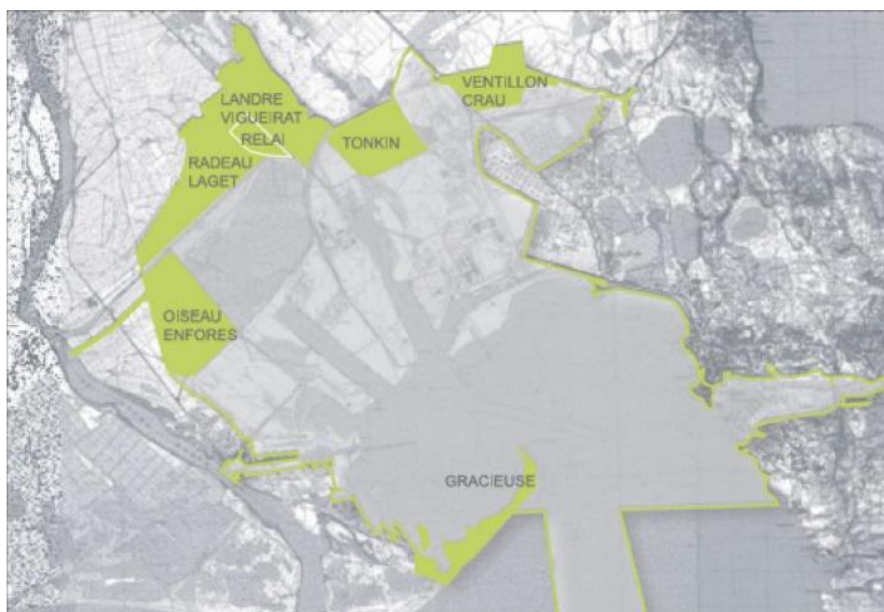 LANDRE
VIGUEIRAT
RELAI
RADEAU
LAGET
TONKIN
VENTILLON
CRAU
OISEAU
ENFORES
GRACIEUSE